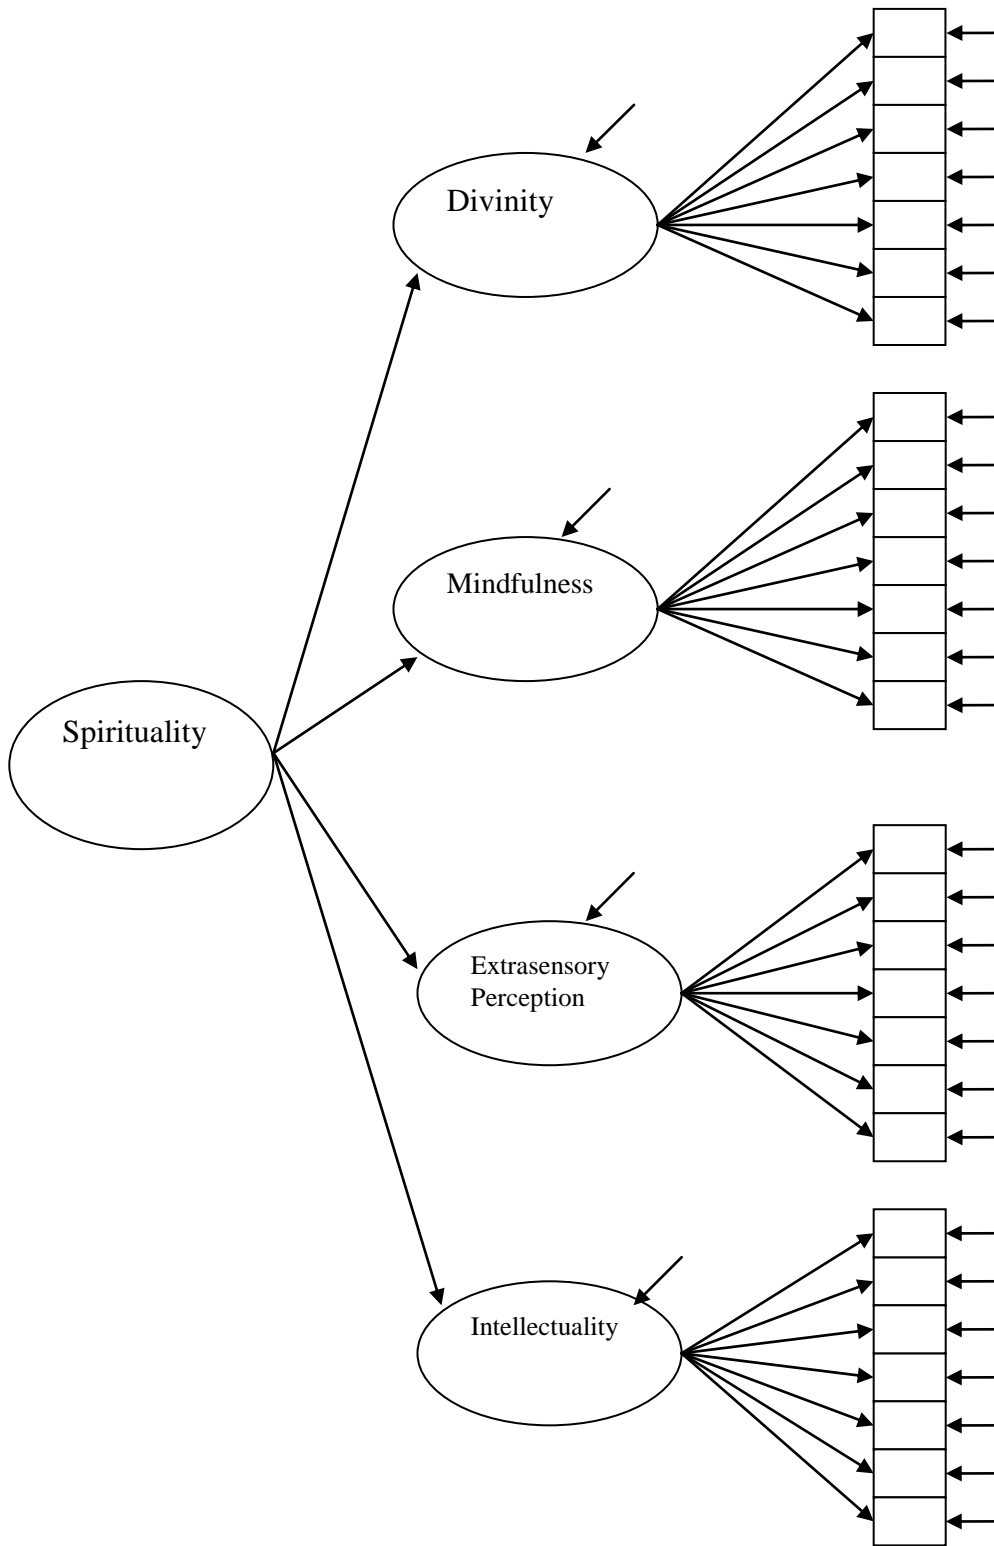 Divinity
Mindfulness
Spirituality
Extrasensory
Perception
Intellectuality